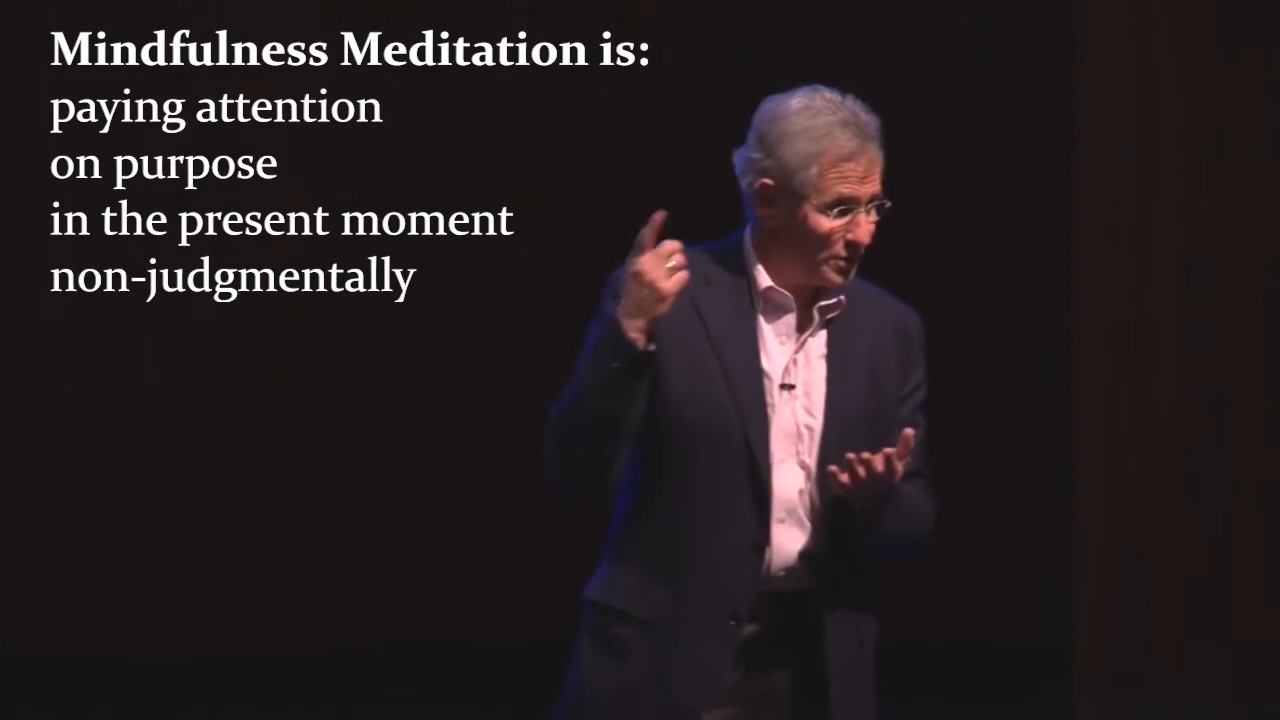 Mindfulness Meditation is:
paying attention
on purpose
in the present moment
non-judgmentally